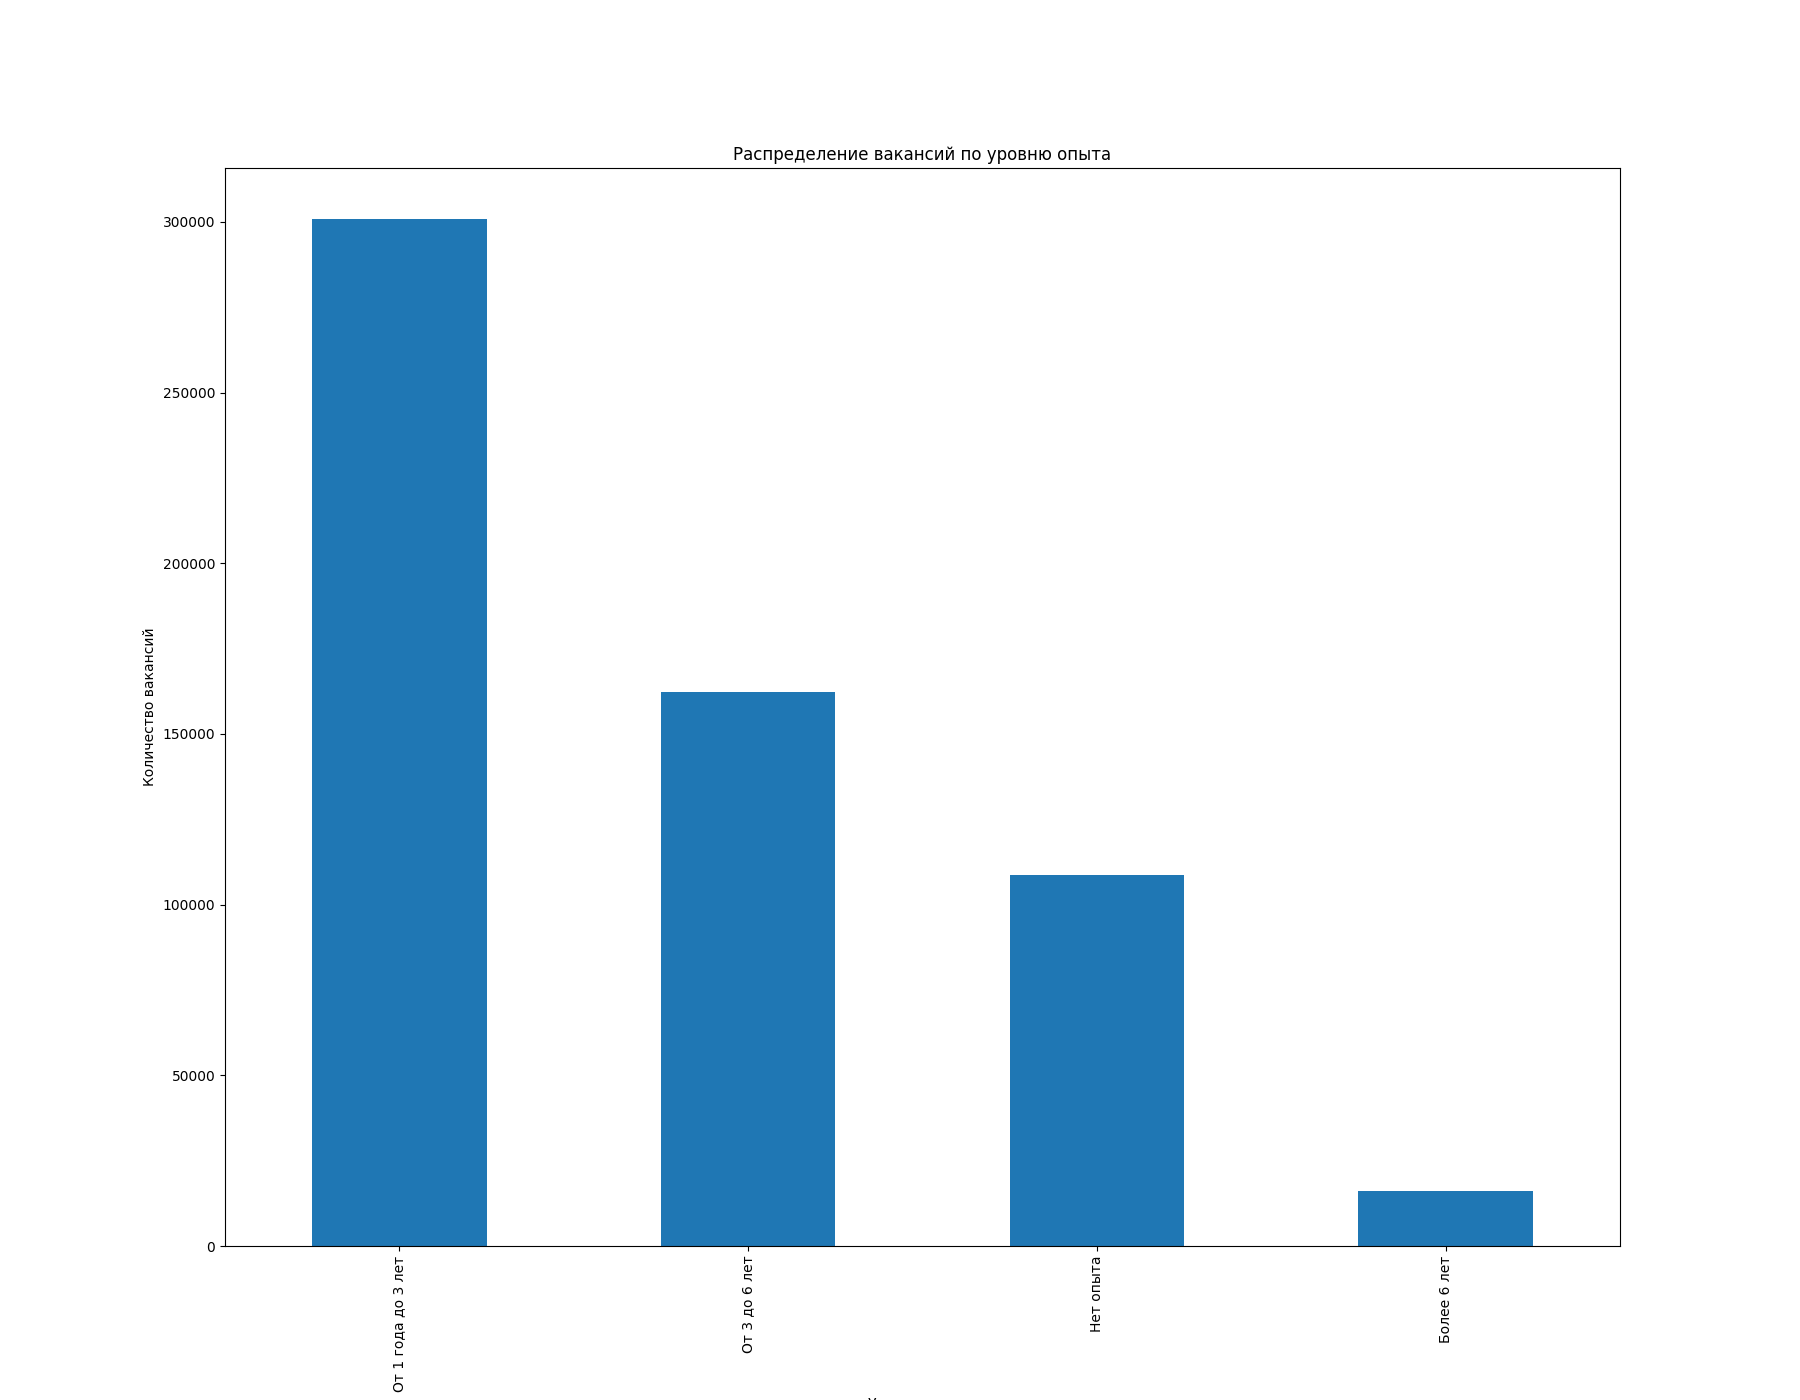 Распределение вакансий по уровню опыта
Количество вакансий
300000
250000
200000
150000
100000
50000
0
От 1 года до 3 лет
От 3 до 6 лет
Нет опыта
Более 6 лет